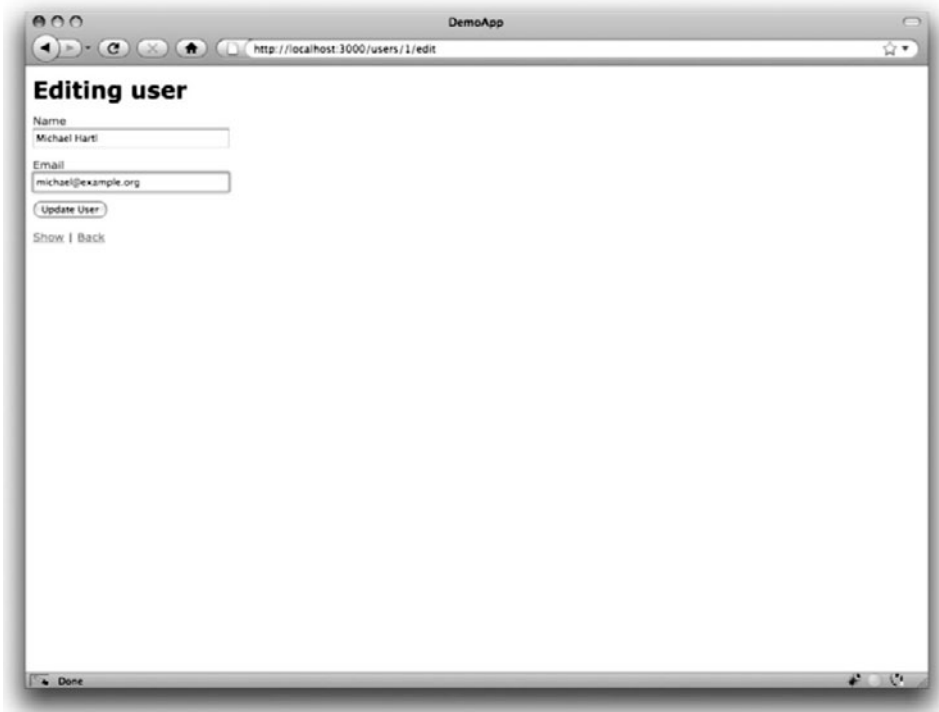 DemoApp
http://localhost:3000/users/1/edit
Editing user
Name
Michael Hartl
Email
michael@example.org
Update User
Show | Back
Done